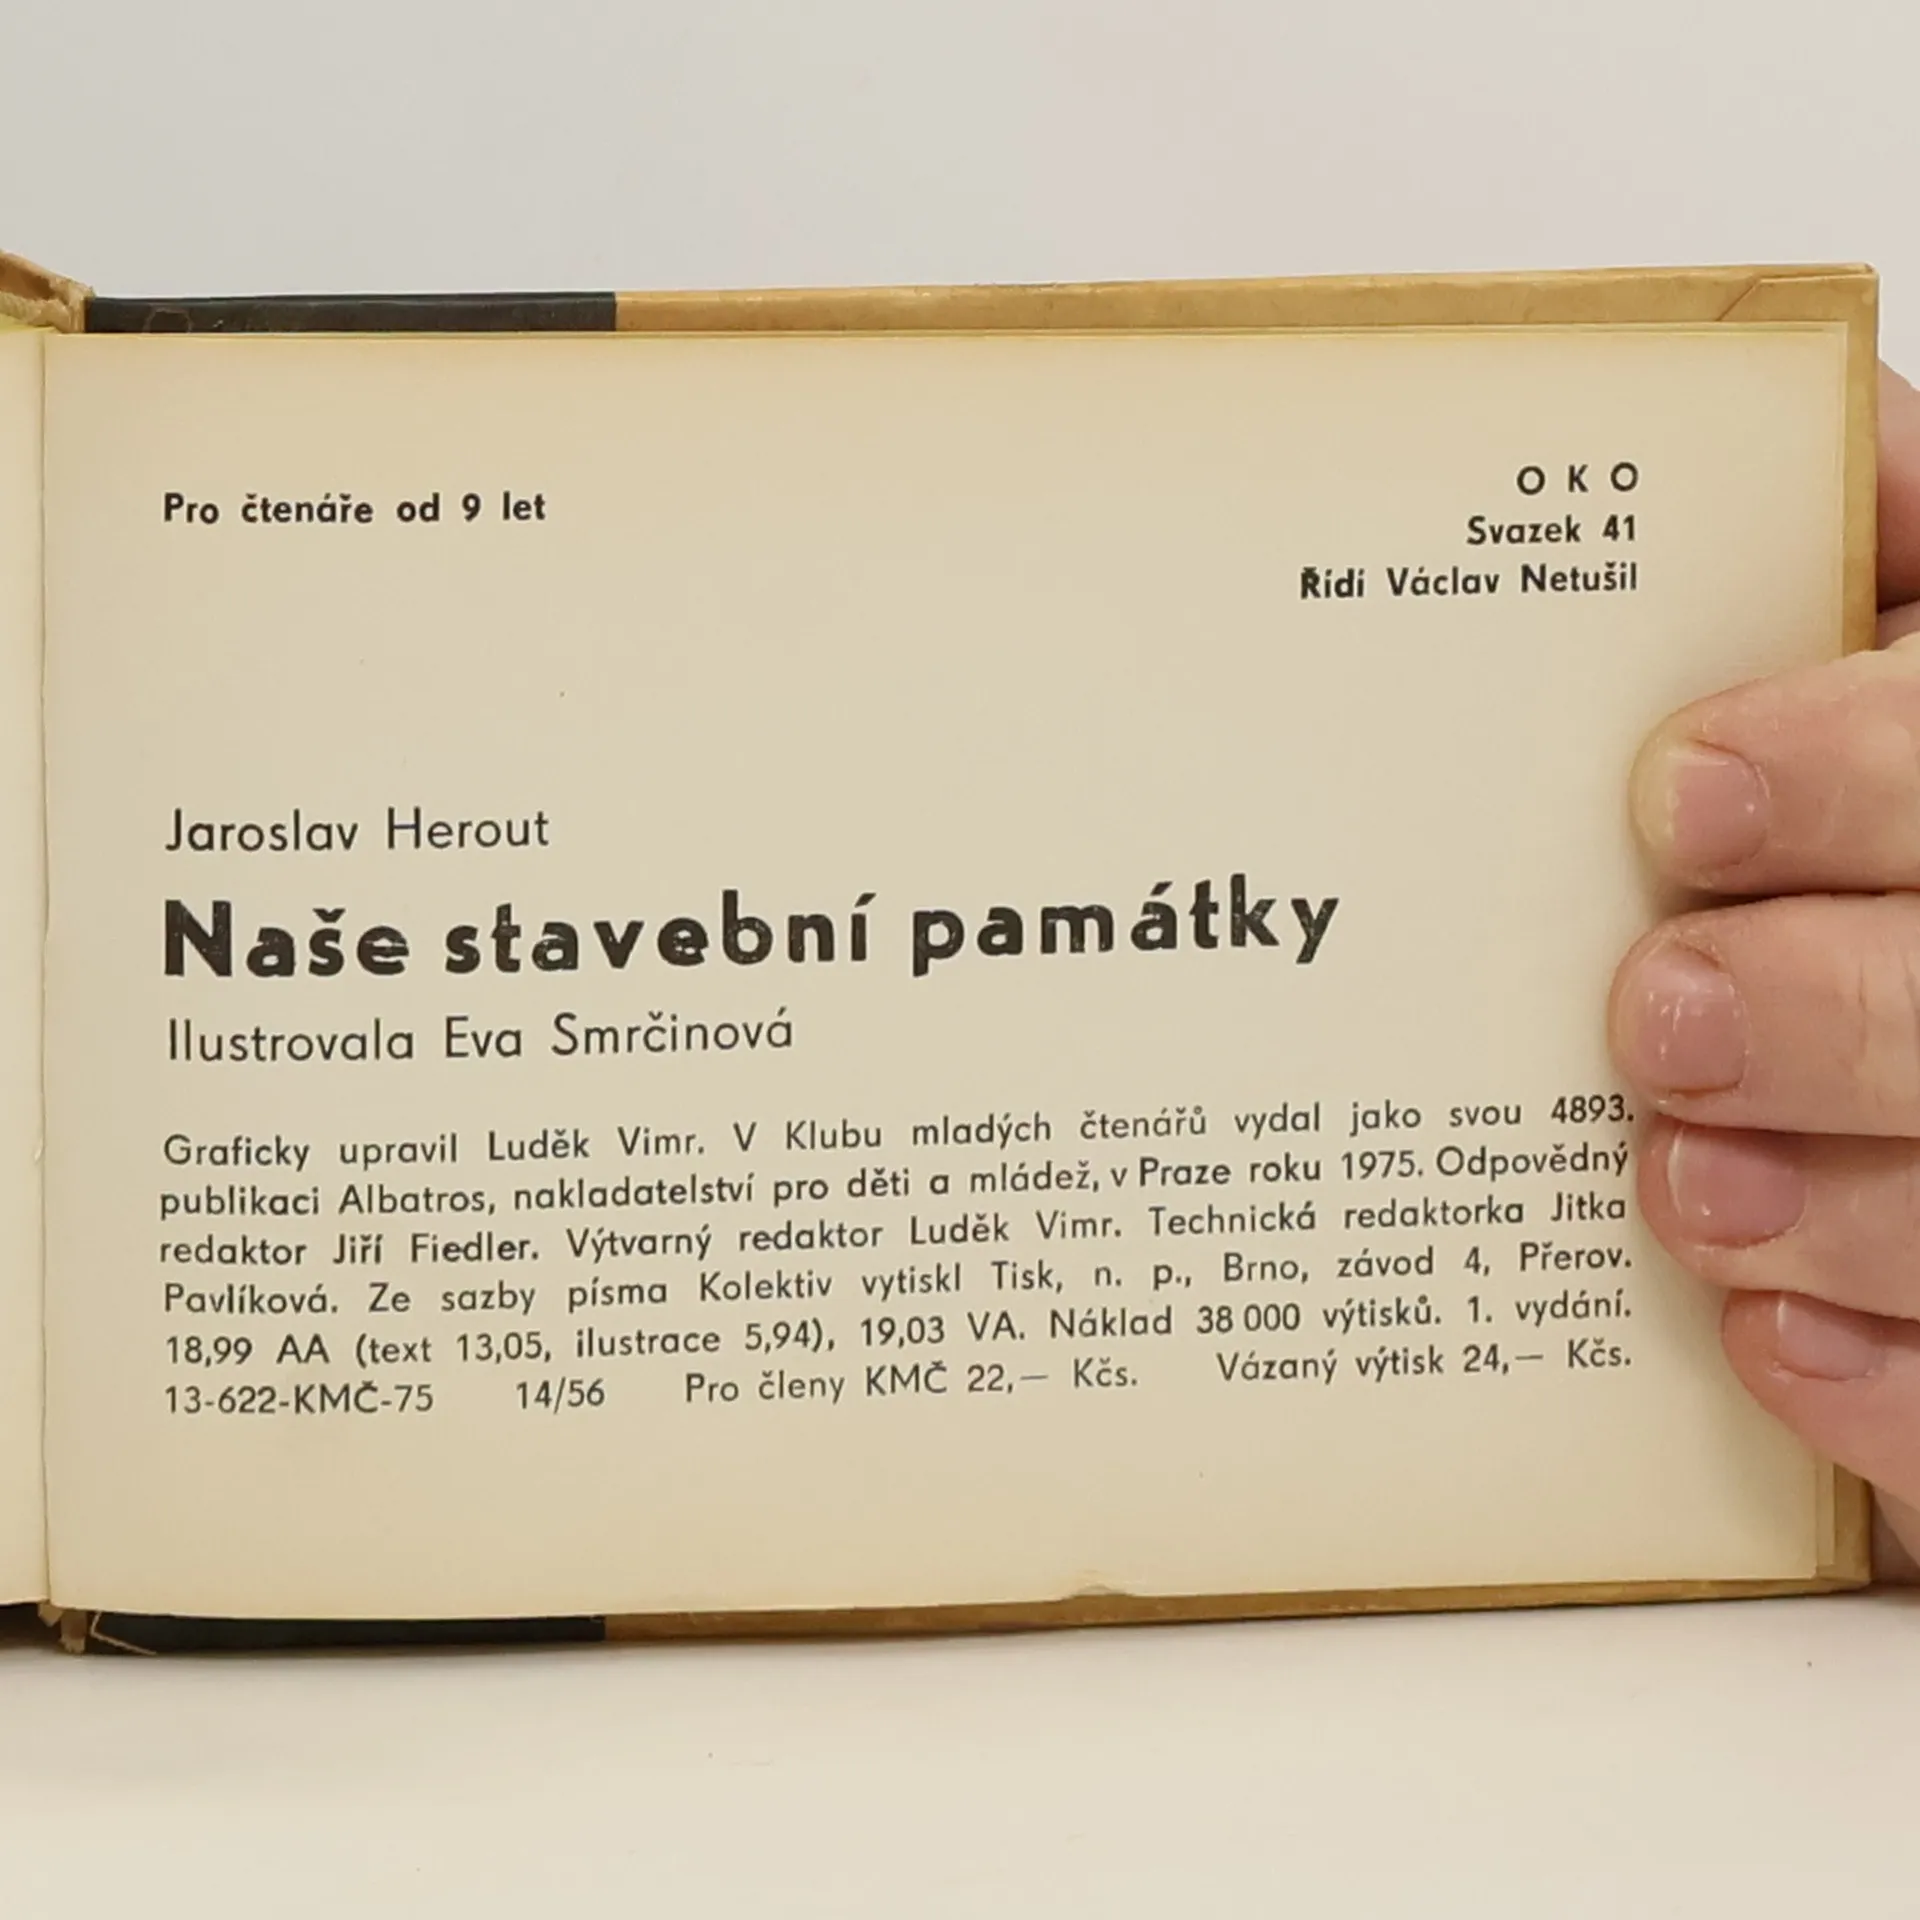 Pro čtenáře od 9 let
O K O
Svazek 41
Řídí Václav Netušil
Jaroslav Herout
Naše stavební památky
Ilustrovala Eva Smrčinová
Graficky upravil Luděk Vimr. V Klubu mladých čtenářů vydal jako svou 4893.
publikaci Albatros, nakladatelství pro děti a mládež, v Praze roku 1975. Odpovědný
redaktor Jiří Fiedler. Výtvarný redaktor Luděk Vimr. Technická redaktorka Jitka
Pavlíková. Ze sazby písma Kolektiv vytiskl Tisk, n. p., Brno, závod 4, Přerov.
18,99 AA (text 13,05, ilustrace 5,94), 19,03 VA. Náklad 38 000 výtisků. 1. vydání.
13-622-KMČ-75 14/56 Pro členy KMČ 22,— Kčs. Vázaný výtisk 24,— Kčs.